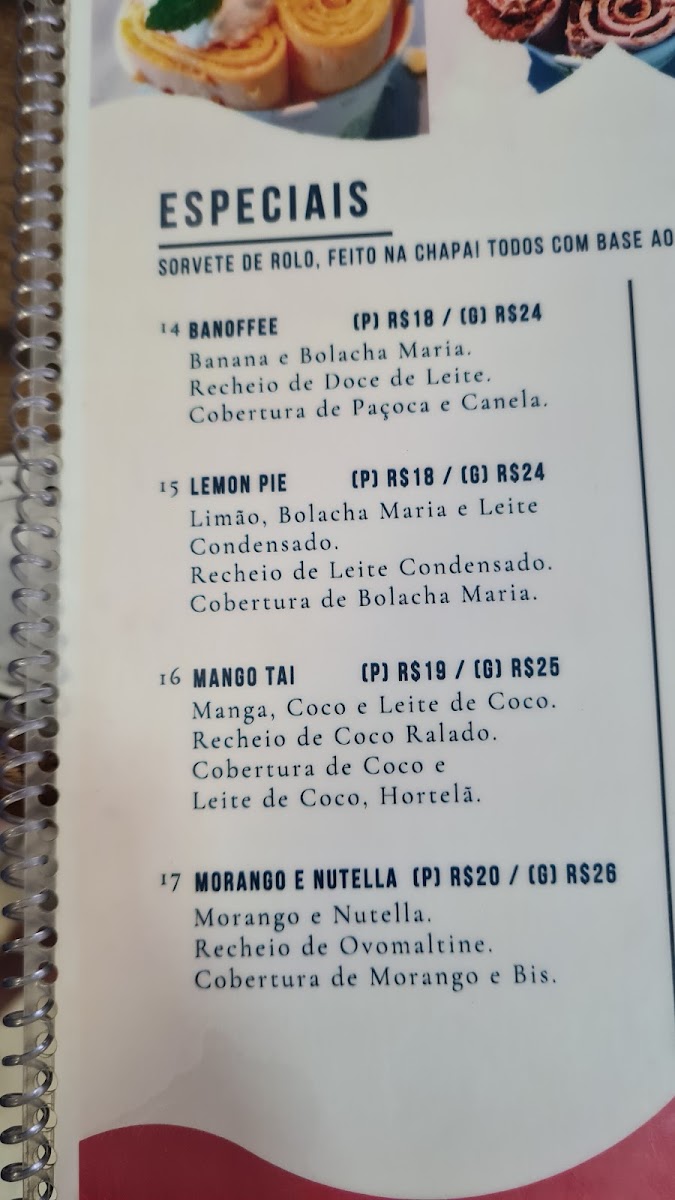 ESPECIAIS
SORVETE DE ROLO, FEITO NA CHAPA! TODOS COM BASE AO
14 BANOFFEE (P) R$18 / (G) R$24
Banana e Bolacha Maria.
Recheio de Doce de Leite.
Cobertura de Paçoca e Canela.
15 LEMON PIE (P) R$18 / (G) R$24
Limão, Bolacha Maria e Leite
Condensado.
Recheio de Leite Condensado.
Cobertura de Bolacha Maria.
16 MANGO TAI (P) R$19 / (G) R$25
Manga, Coco e Leite de Coco.
Recheio de Coco Ralado.
Cobertura de Coco e
Leite de Coco, Hortelã.
17 MORANGO E NUTELLA (P) R$20 / (G) R$26
Morango e Nutella.
Recheio de Ovomaltine.
Cobertura de Morango e Bis.